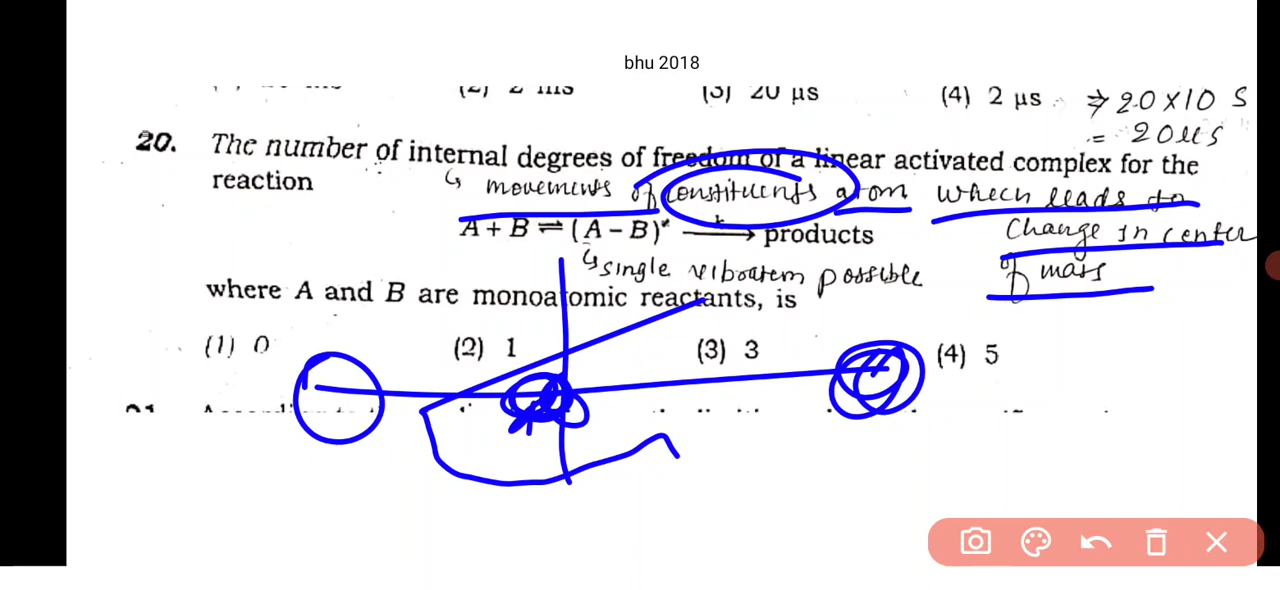 bhu 2018
(3) 20 μs
(4) 2 μs
⇒ 20×10 S
= 20us
20. The number of internal degrees of freedom of a linear activated complex for the
reaction
↳ movements of constituents atom which leads to
A + B ⇌ (A – B)* ⟶ products
change in center
↳ single vibratem possible
of mass
where A and B are monoatomic reactants, is
(1) 0 (2) 1 (3) 3 (4) 5